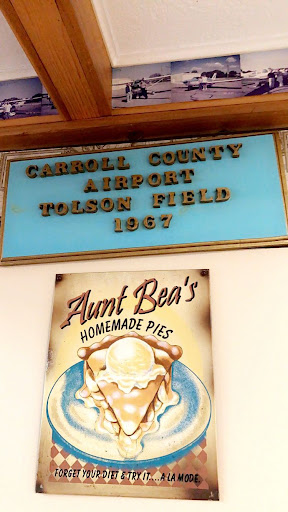 CARROLL COUNTY
AIRPORT
TOLSON FIELD
1967
Aunt Bea's
HOMEMADE PIES
FORGET YOUR DIET & TRY IT....A LA MODE.